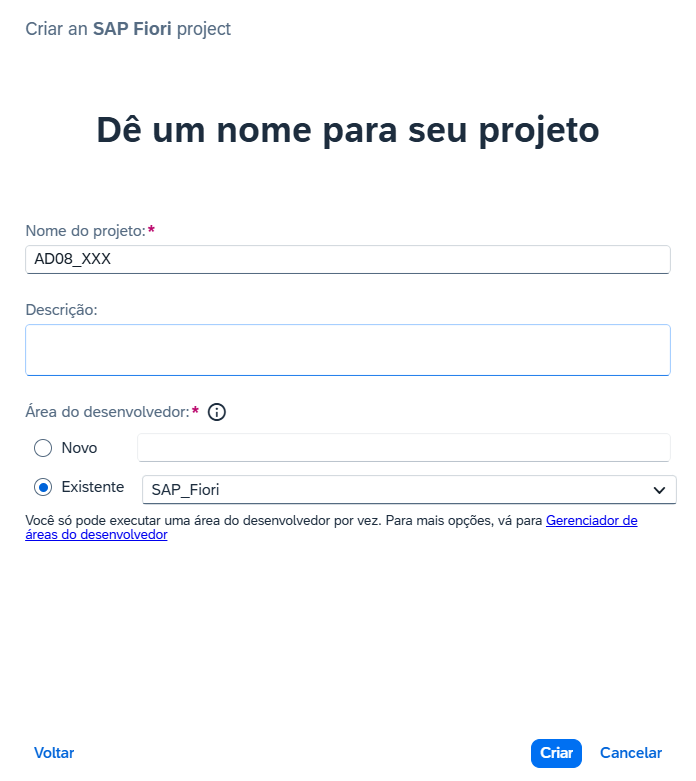 Criar an SAP Fiori project
Dê um nome para seu projeto
Nome do projeto:*
AD08_XXX
Descrição:
Área do desenvolvedor:*
Novo
Existente SAP_Fiori
Você só pode executar uma área do desenvolvedor por vez. Para mais opções, vá para Gerenciador de
áreas do desenvolvedor
Voltar Criar Cancelar